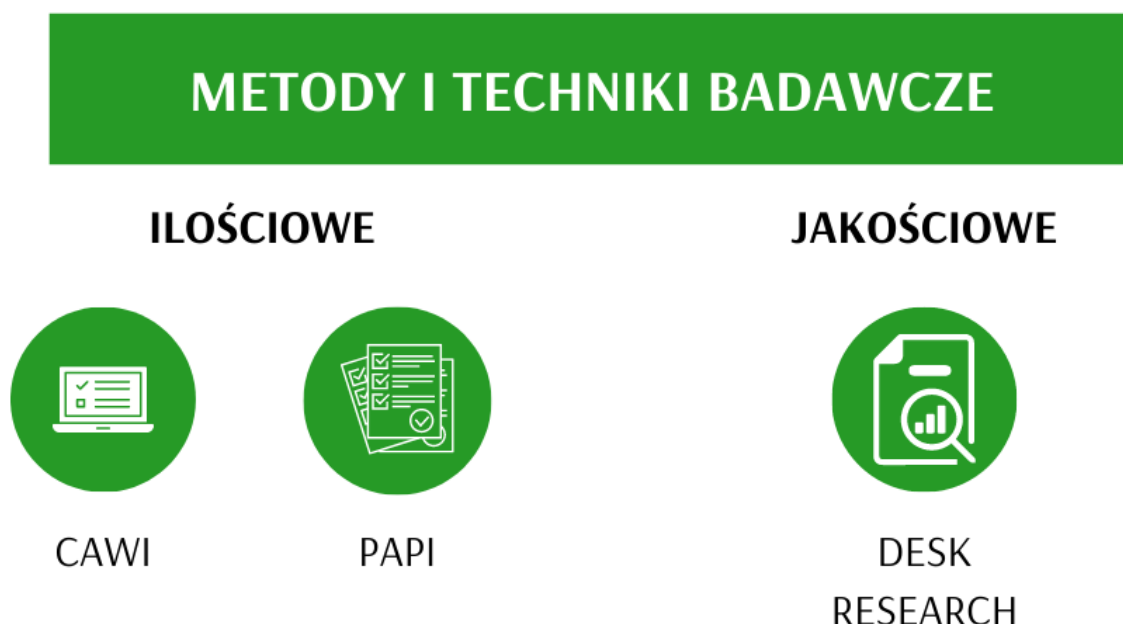 METODY I TECHNIKI BADAWCZE
ILOŚCIOWE
JAKOŚCIOWE
CAWI
PAPI
DESK
RESEARCH